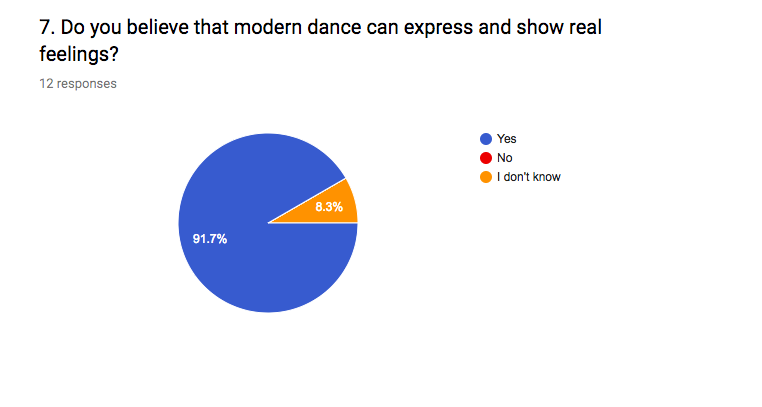 7. Do you believe that modern dance can express and show real
feelings?
12 responses
Yes
No
I don't know
8.3%
91.7%